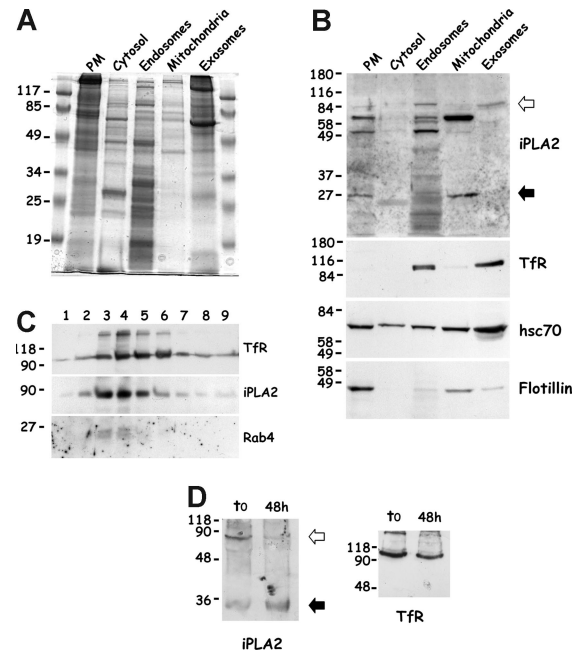 A
PM Cytosol Endosomes Mitochondria Exosomes
117
85
49
34
25
19
B
PM Cytosol Endosomes Mitochondria Exosomes
180
116
84
58
49
37
27
iPLA2
180
116
84
TfR
84
58
49
hsc70
58
49
Flotillin
C
1 2 3 4 5 6 7 8 9
118
90
TfR
90
iPLA2
27
Rab4
D
t0 48h
118
90
48
36
iPLA2
t0 48h
118
90
48
TfR